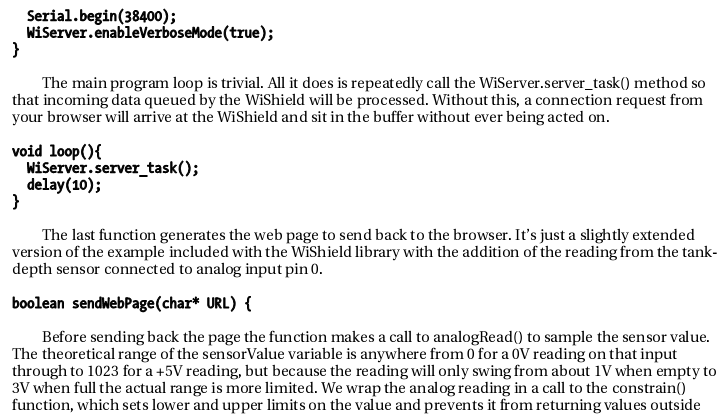 Serial.begin(38400);
WiServer.enableVerboseMode(true);
}
The main program loop is trivial. All it does is repeatedly call the WiServer.server_task() method so
that incoming data queued by the WiShield will be processed. Without this, a connection request from
your browser will arrive at the WiShield and sit in the buffer without ever being acted on.
void loop(){
WiServer.server_task();
delay(10);
}
The last function generates the web page to send back to the browser. It's just a slightly extended
version of the example included with the WiShield library with the addition of the reading from the tank-
depth sensor connected to analog input pin 0.
boolean sendWebPage(char* URL) {
Before sending back the page the function makes a call to analogRead() to sample the sensor value.
The theoretical range of the sensorValue variable is anywhere from 0 for a 0V reading on that input
through to 1023 for a +5V reading, but because the reading will only swing from about 1V when empty to
3V when full the actual range is more limited. We wrap the analog reading in a call to the constrain()
function, which sets lower and upper limits on the value and prevents it from returning values outside